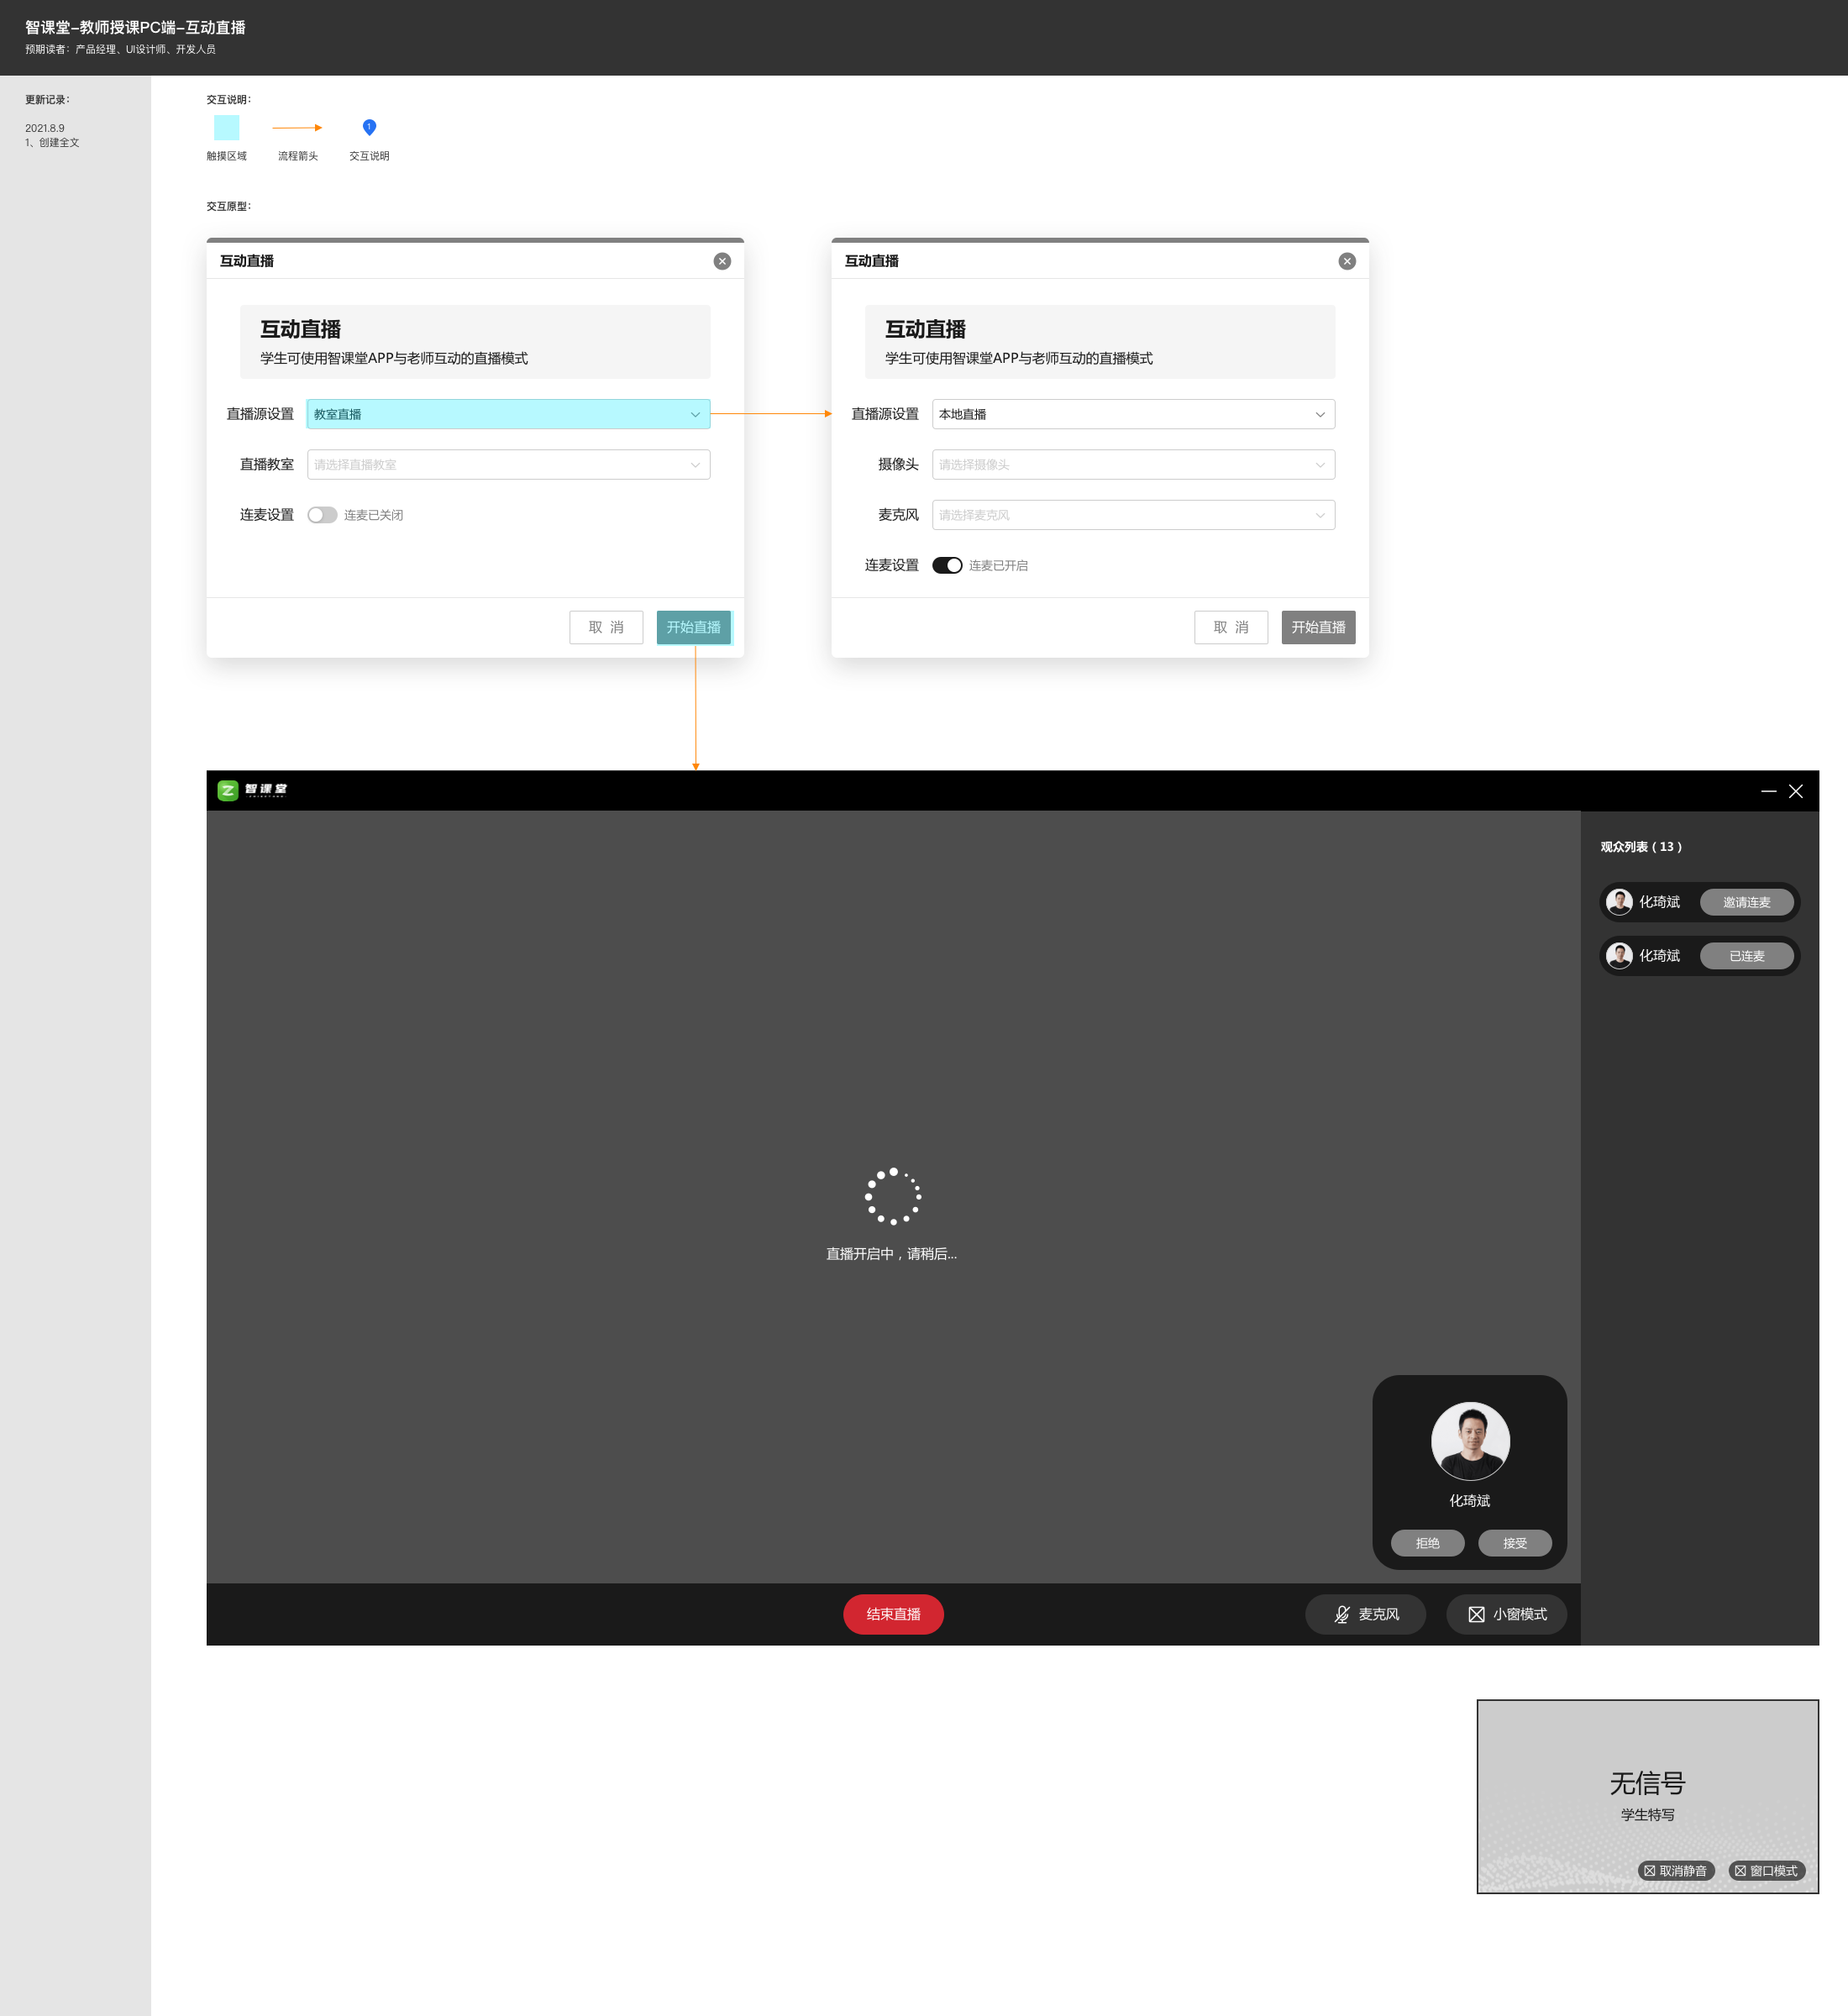 智课堂-教师授课PC端-互动直播
预期读者：产品经理、UI设计师、开发人员
更新记录：
2021.8.9
1、创建全文
交互说明：
1
触摸区域
流程箭头
交互说明
交互原型：
互动直播
互动直播
学生可使用智课堂APP与老师互动的直播模式
直播源设置
教室直播
直播教室
请选择直播教室
连麦设置
连麦已关闭
取 消
开始直播
互动直播
互动直播
学生可使用智课堂APP与老师互动的直播模式
直播源设置
本地直播
摄像头
请选择摄像头
麦克风
请选择麦克风
连麦设置
连麦已开启
取 消
开始直播
智课堂
观众列表（13）
化琦斌
邀请连麦
化琦斌
已连麦
直播开启中，请稍后...
化琦斌
拒绝
接受
结束直播
麦克风
小窗模式
无信号
学生特写
取消静音
窗口模式